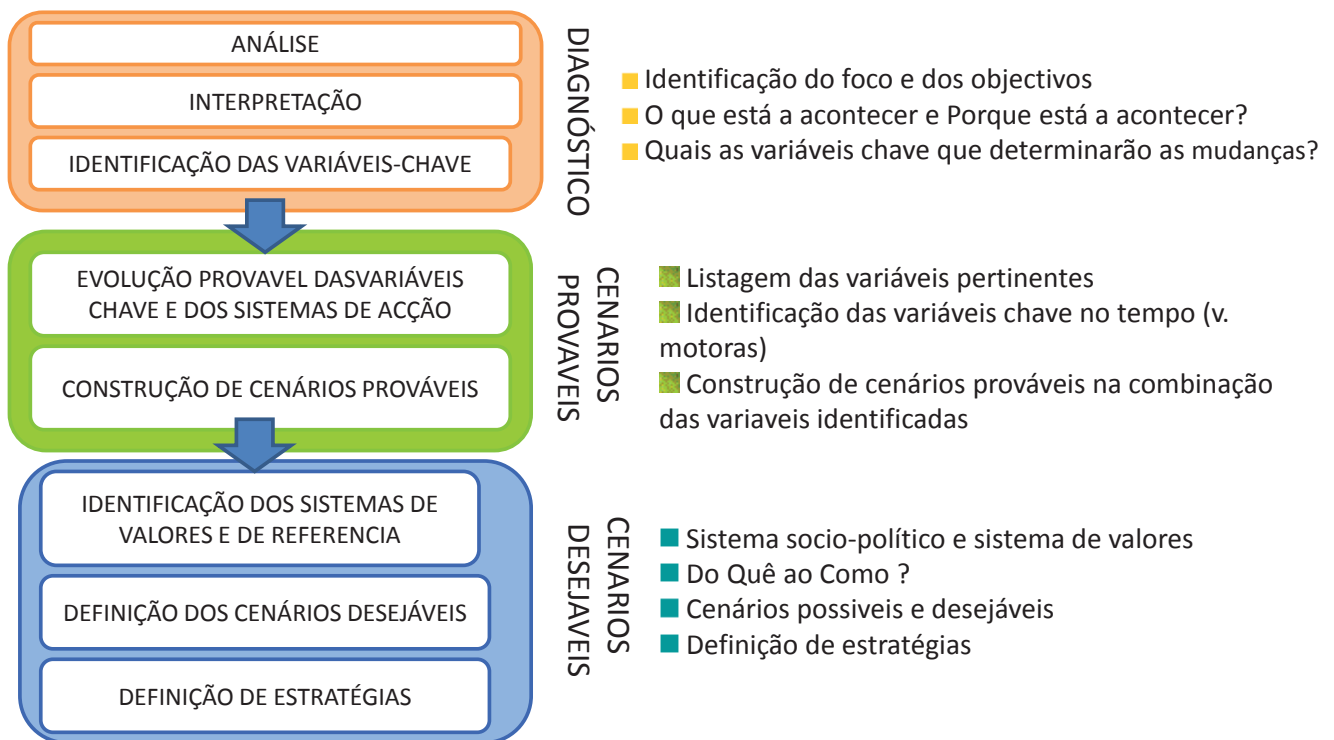 ANÁLISE
INTERPRETAÇÃO
IDENTIFICAÇÃO DAS VARIÁVEIS-CHAVE
DIAGNÓSTICO
Identificação do foco e dos objectivos
O que está a acontecer e Porque está a acontecer?
Quais as variáveis chave que determinarão as mudanças?
EVOLUÇÃO PROVAVEL DASVARIÁVEIS
CHAVE E DOS SISTEMAS DE ACÇÃO
CONSTRUÇÃO DE CENÁRIOS PROVÁVEIS
CENARIOS
PROVAVEIS
Listagem das variáveis pertinentes
Identificação das variáveis chave no tempo (v.
motoras)
Construção de cenários prováveis na combinação
das variaveis identificadas
IDENTIFICAÇÃO DOS SISTEMAS DE
VALORES E DE REFERENCIA
DEFINIÇÃO DOS CENÁRIOS DESEJÁVEIS
DEFINIÇÃO DE ESTRATÉGIAS
CENARIOS
DESEJAVEIS
Sistema socio-político e sistema de valores
Do Quê ao Como ?
Cenários possiveis e desejáveis
Definição de estratégias